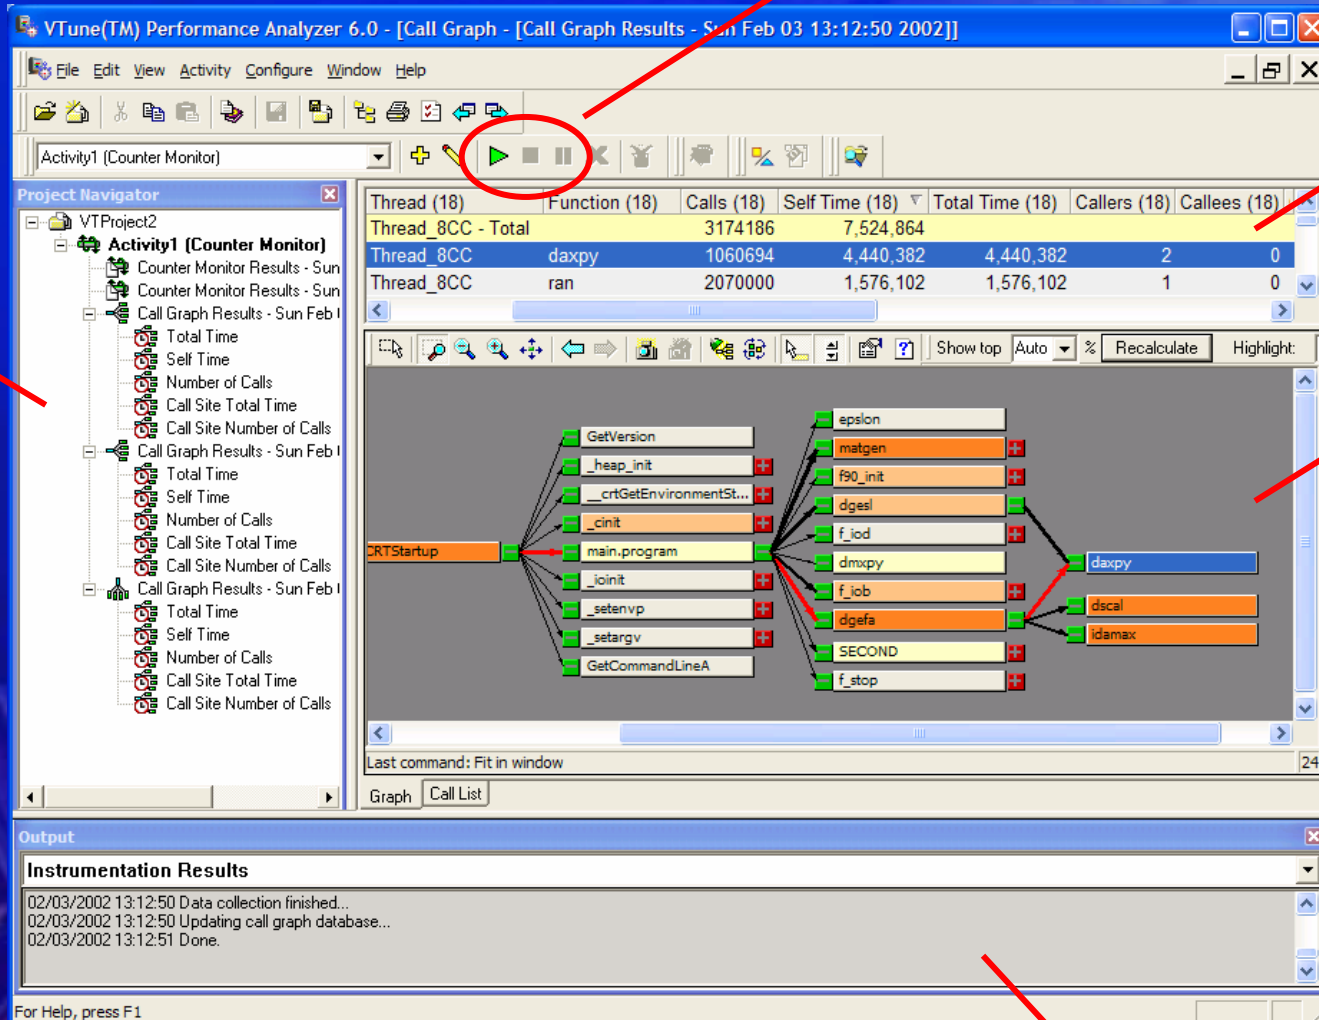 VTune(TM) Performance Analyzer 6.0 - [Call Graph - [Call Graph Results - Sun Feb 03 13:12:50 2002]]
File Edit View Activity Configure Window Help
Activity1 (Counter Monitor)
Project Navigator
VTProject2
Activity1 (Counter Monitor)
Counter Monitor Results - Sun
Counter Monitor Results - Sun
Call Graph Results - Sun Feb
Total Time
Self Time
Number of Calls
Call Site Total Time
Call Site Number of Calls
Call Graph Results - Sun Feb
Total Time
Self Time
Number of Calls
Call Site Total Time
Call Site Number of Calls
Call Graph Results - Sun Feb
Total Time
Self Time
Number of Calls
Call Site Total Time
Call Site Number of Calls
Thread (18) Function (18) Calls (18) Self Time (18) Total Time (18) Callers (18) Callees (18)
Thread_8CC - Total 3174186 7,524,864
Thread_8CC daxpy 1060694 4,440,382 4,440,382 2 0
Thread_8CC ran 2070000 1,576,102 1,576,102 1 0
Show top Auto % Recalculate Highlight:
CRTStartup
GetVersion
_heap_init
__crtGetEnvironmentSt...
_cinit
main.program
_ioinit
_setenvp
_setargv
GetCommandLineA
epslon
matgen
f90_init
dgesl
f_iod
dmxpy
f_iob
dgefa
SECOND
f_stop
daxpy
dscal
idamax
Last command: Fit in window 24
Graph Call List
Output
Instrumentation Results
02/03/2002 13:12:50 Data collection finished...
02/03/2002 13:12:50 Updating call graph database...
02/03/2002 13:12:51 Done.
For Help, press F1